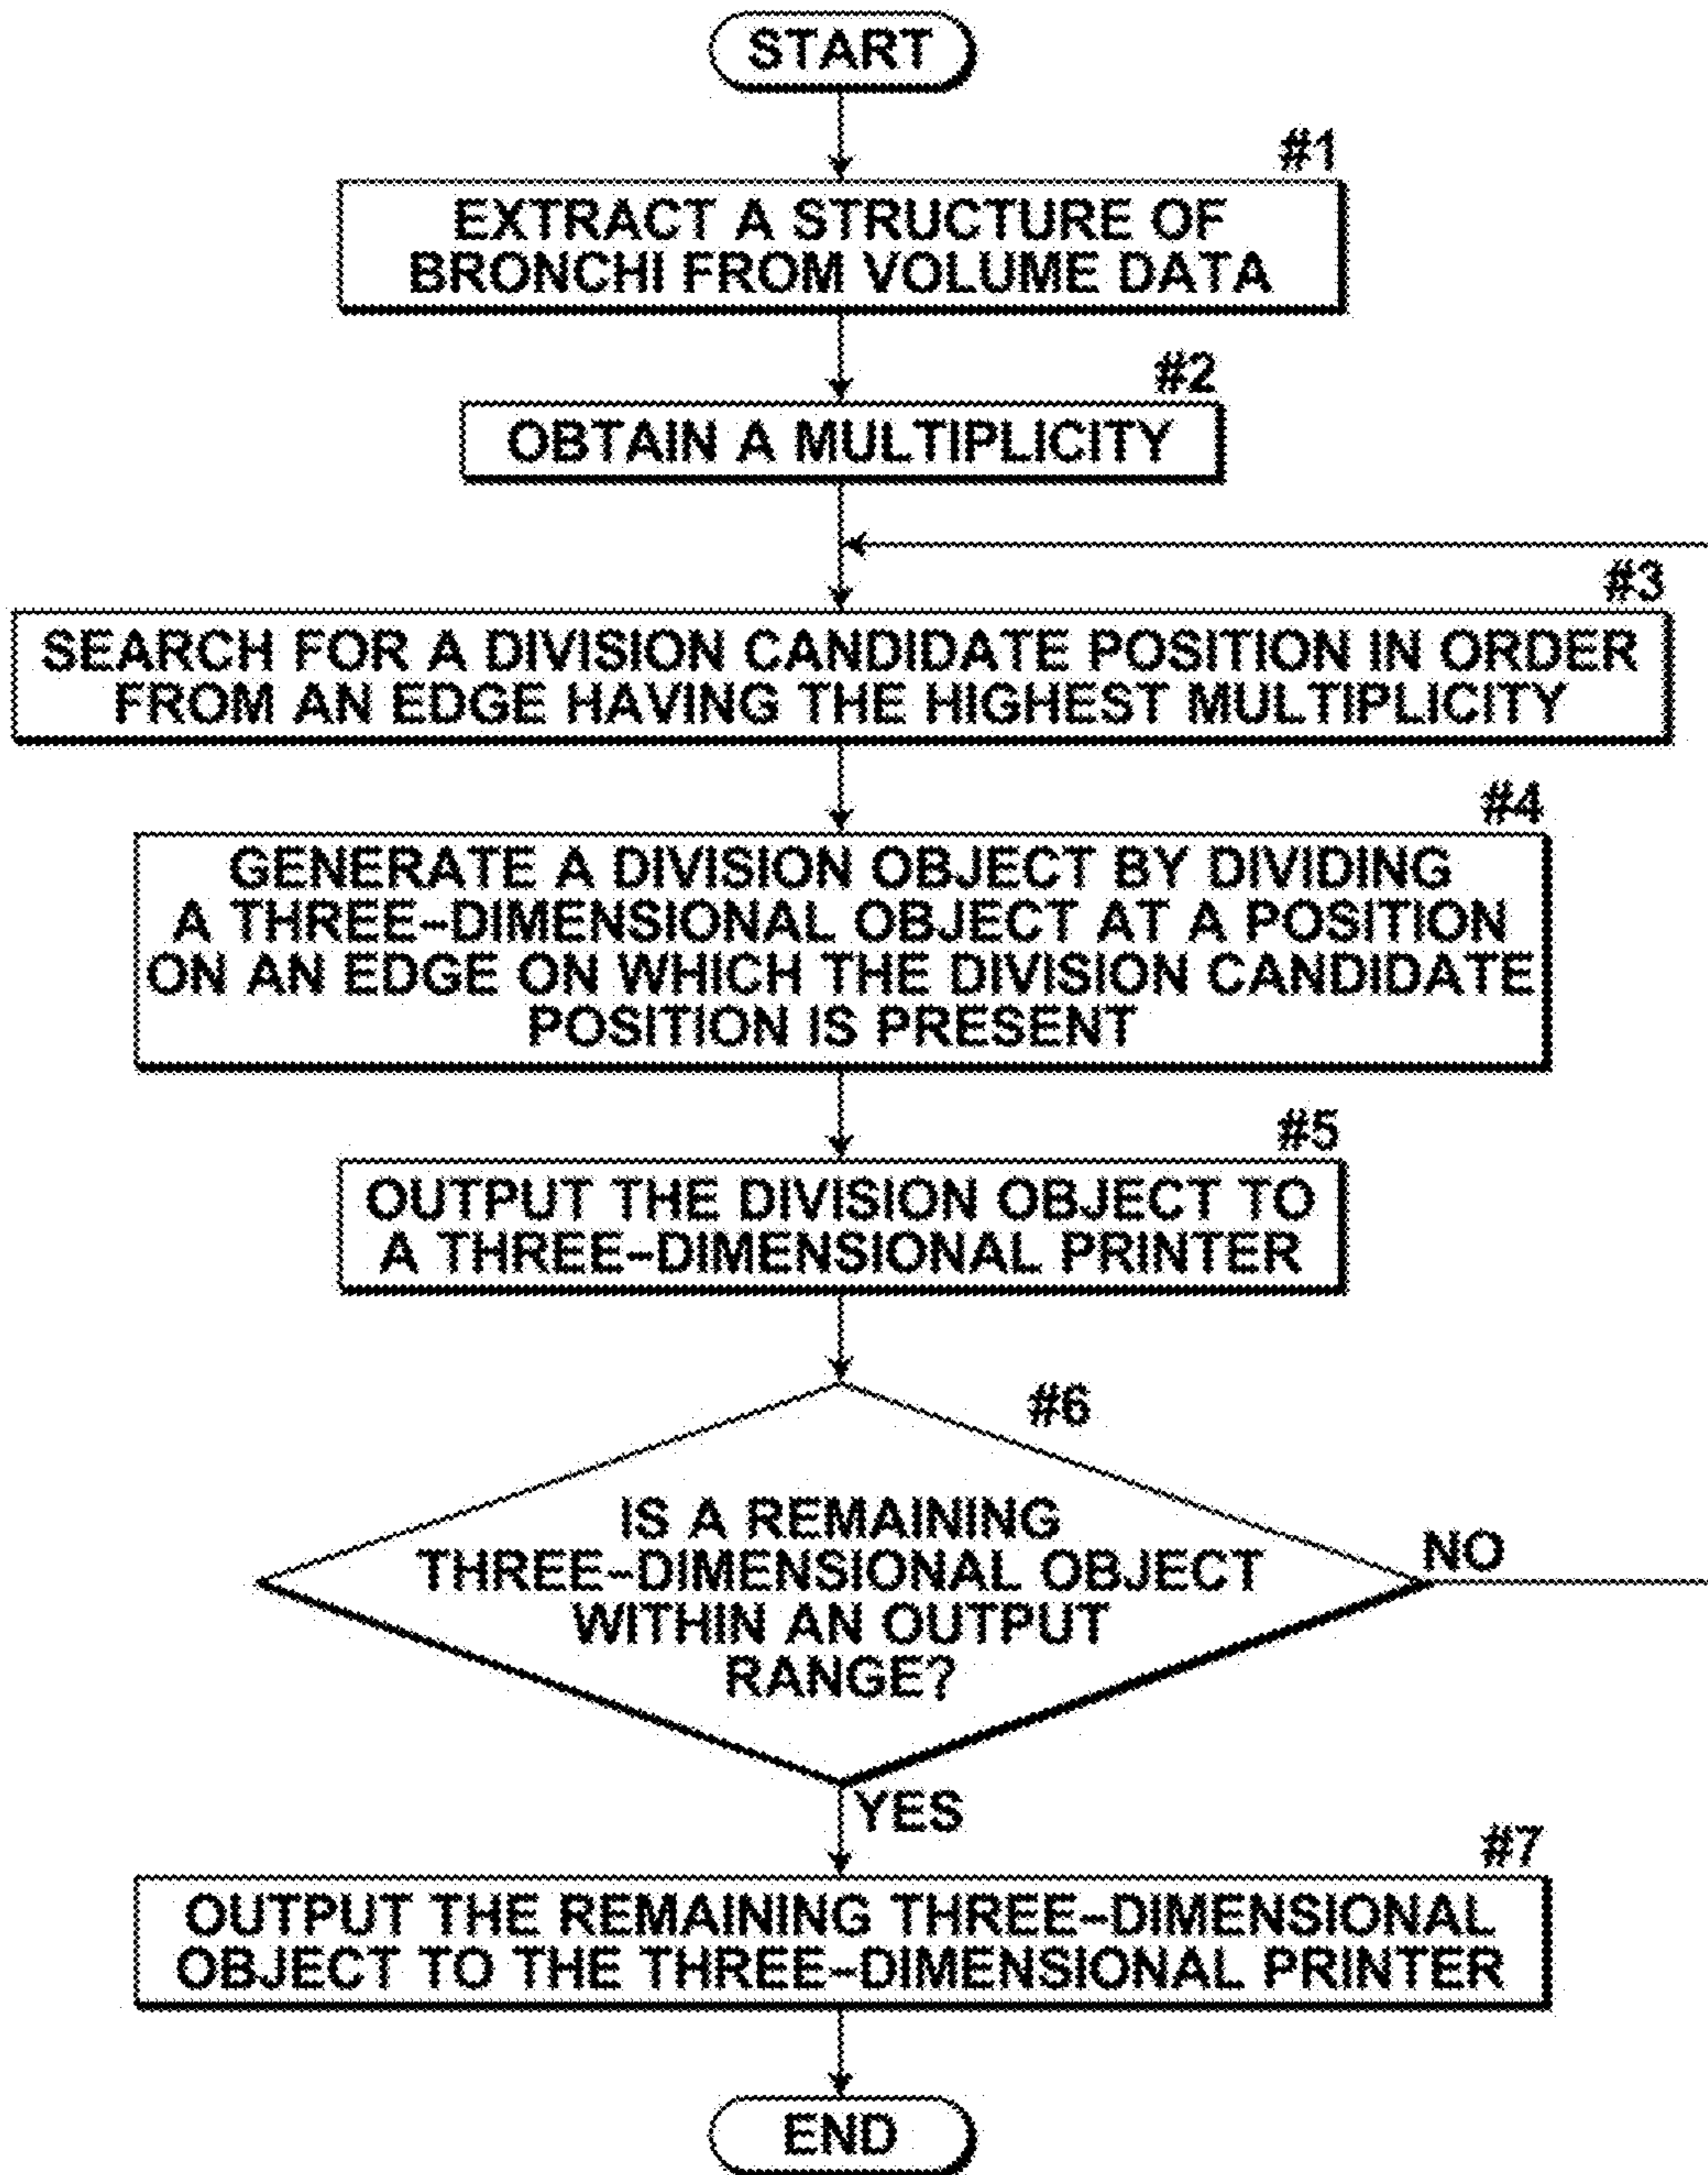 START
#1
EXTRACT A STRUCTURE OF
BRONCHI FROM VOLUME DATA
#2
OBTAIN A MULTIPLICITY
#3
SEARCH FOR A DIVISION CANDIDATE POSITION IN ORDER
FROM AN EDGE HAVING THE HIGHEST MULTIPLICITY
#4
GENERATE A DIVISION OBJECT BY DIVIDING
A THREE-DIMENSIONAL OBJECT AT A POSITION
ON AN EDGE ON WHICH THE DIVISION CANDIDATE
POSITION IS PRESENT
#5
OUTPUT THE DIVISION OBJECT TO
A THREE-DIMENSIONAL PRINTER
#6
IS A REMAINING
THREE-DIMENSIONAL OBJECT
WITHIN AN OUTPUT
RANGE?
NO
YES
#7
OUTPUT THE REMAINING THREE-DIMENSIONAL
OBJECT TO THE THREE-DIMENSIONAL PRINTER
END